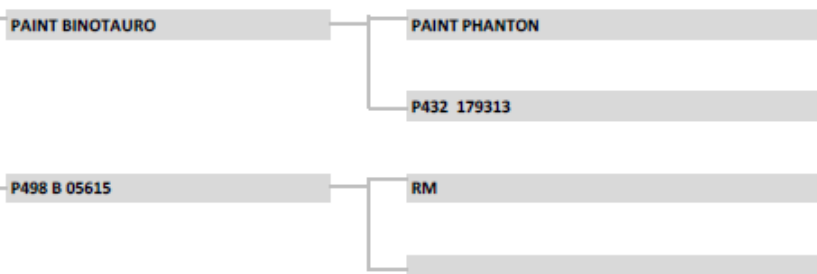 PAINT BINOTAURO
PAINT PHANTON
P432 179313
P498 B 05615
RM